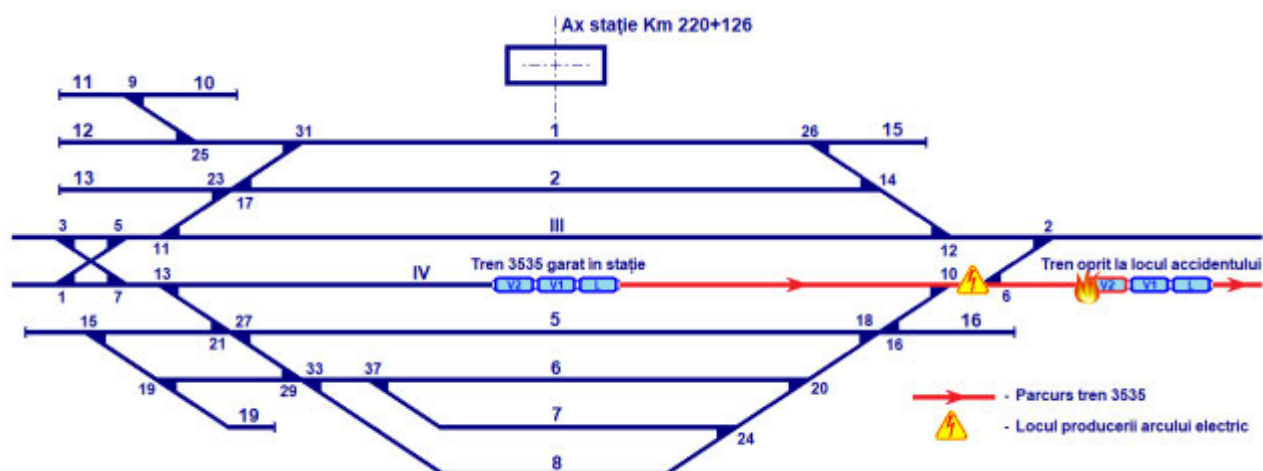 Ax stație Km 220+126
11 9 10
12 31 1 26 15
25
13 23 2 14
17
3 5 III 2
11 12
IV Tren 3535 garat în stație Tren oprit la locul accidentului
13 10
V2 V1 L V2 V1 L
1 7 6
15 27 5 18 16
21 16
33 37 6
19 29 20
19 7
24
8
- Parcurs tren 3535
- Locul producerii arcului electric